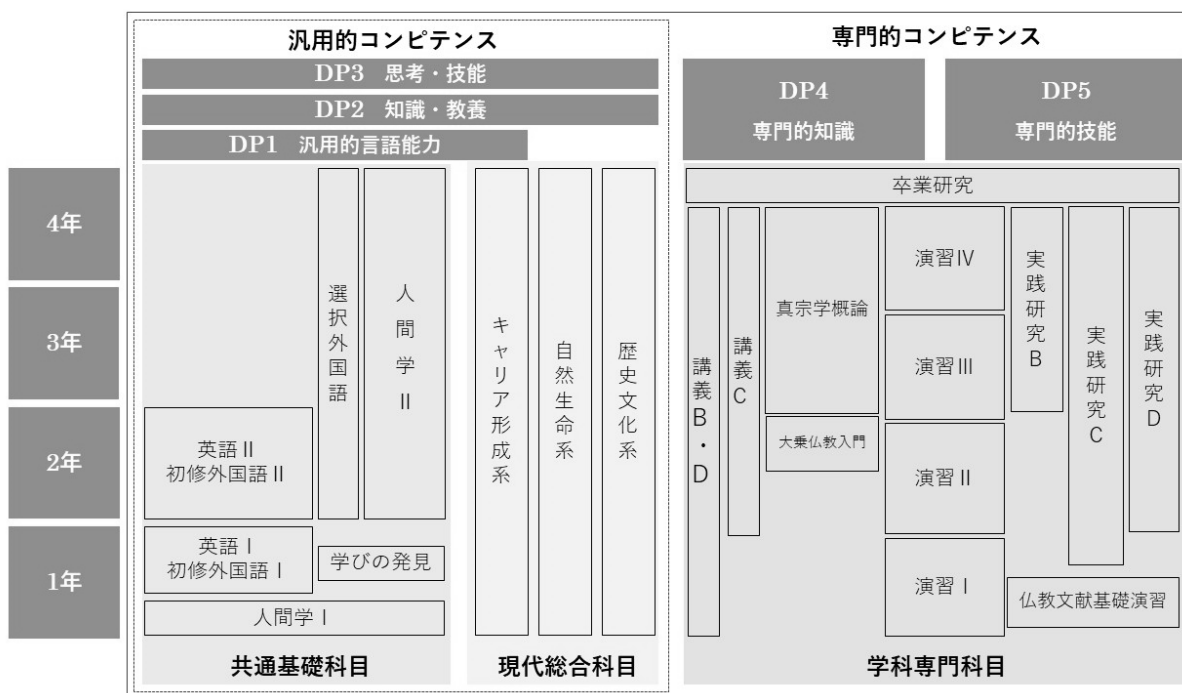 汎用的コンピテンス
専門的コンピテンス
DP3 思考・技能
DP2 知識・教養
DP1 汎用的言語能力
DP4
専門的知識
DP5
専門的技能
4年
3年
2年
1年
選択外国語
人間学Ⅱ
英語Ⅱ
初修外国語Ⅱ
英語Ⅰ
初修外国語Ⅰ
学びの発見
人間学Ⅰ
共通基礎科目
キャリア形成系
自然生命系
歴史文化系
現代総合科目
卒業研究
講義B・D
講義C
真宗学概論
大乗仏教入門
演習Ⅳ
演習Ⅲ
演習Ⅱ
演習Ⅰ
実践研究B
実践研究C
実践研究D
仏教文献基礎演習
学科専門科目